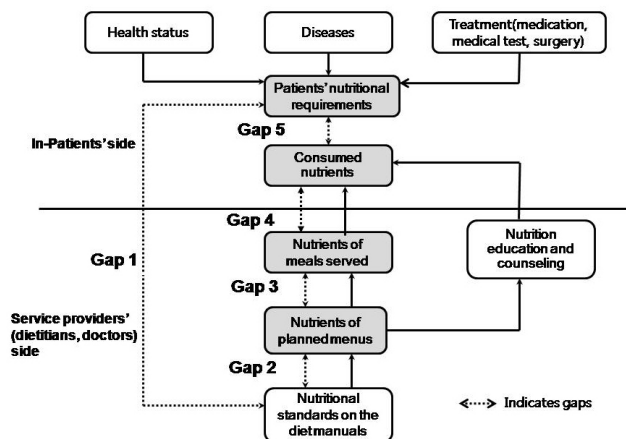 Health status
Diseases
Treatment(medication,
medical test, surgery)
Patients' nutritional
requirements
Gap 5
In-Patients' side
Consumed
nutrients
Gap 4
Nutrients of
meals served
Nutrition
education and
counseling
Gap 1
Gap 3
Service providers'
(dietitians, doctors)
side
Nutrients of
planned menus
Gap 2
Nutritional
standards on the
diet manuals
Indicates gaps